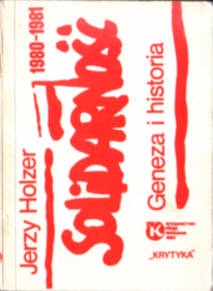 Jerzy Holzer
1980-1981
SOLIDARNOŚĆ
Geneza i historia
„KRYTYKA”